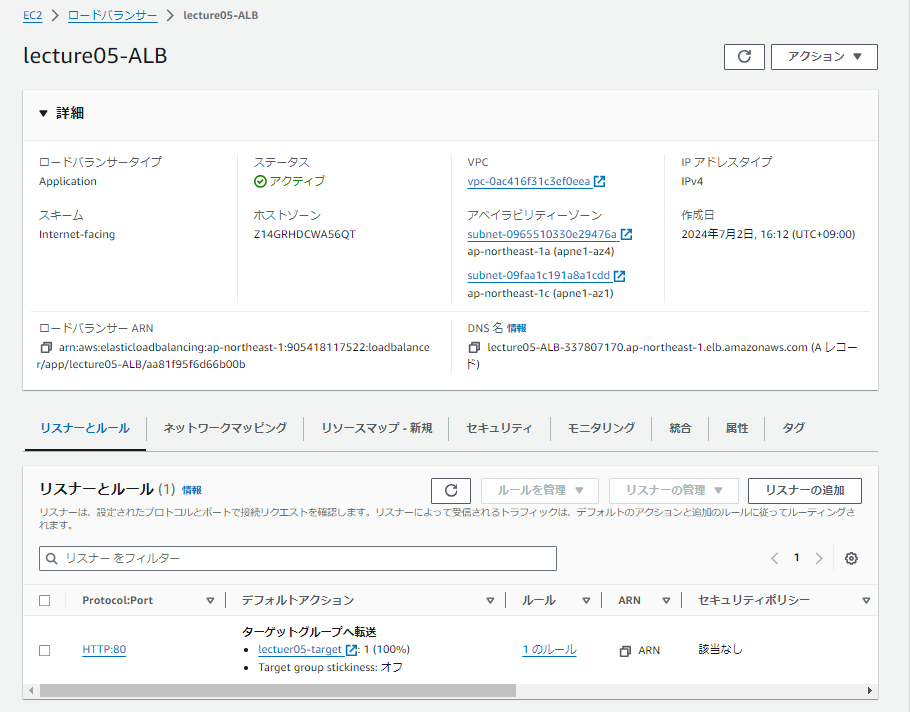 EC2 > ロードバランサー > lecture05-ALB
lecture05-ALB
アクション ▼
▼ 詳細
ロードバランサータイプ
Application
ステータス
アクティブ
VPC
vpc-0ac416f31c3ef0eea
IP アドレスタイプ
IPv4
スキーム
Internet-facing
ホストゾーン
Z14GRHDCWA56QT
アベイラビリティーゾーン
subnet-0965510330e29476a
ap-northeast-1a (apne1-az4)
subnet-09faa1c191a8a1cdd
ap-northeast-1c (apne1-az1)
作成日
2024年7月2日, 16:12 (UTC+09:00)
ロードバランサー ARN
arn:aws:elasticloadbalancing:ap-northeast-1:905418117522:loadbalance
r/app/lecture05-ALB/aa81f95f6d66b00b
DNS 名 情報
lecture05-ALB-337807170.ap-northeast-1.elb.amazonaws.com (A レコー
ド)
リスナーとルール ネットワークマッピング リソースマップ - 新規 セキュリティ モニタリング 統合 属性 タグ
リスナーとルール (1) 情報
ルールを管理 ▼ リスナーの管理 ▼ リスナーの追加
リスナーは、設定されたプロトコルとポートで接続リクエストを確認します。リスナーによって受信されるトラフィックは、デフォルトのアクションと追加のルールに従ってルーティングさ
れます。
リスナー をフィルター
1
Protocol:Port デフォルトアクション ルール ARN セキュリティポリシー
HTTP:80
ターゲットグループへ転送
• lectuer05-target : 1 (100%)
• Target group stickiness: オフ
1 のルール
ARN
該当なし